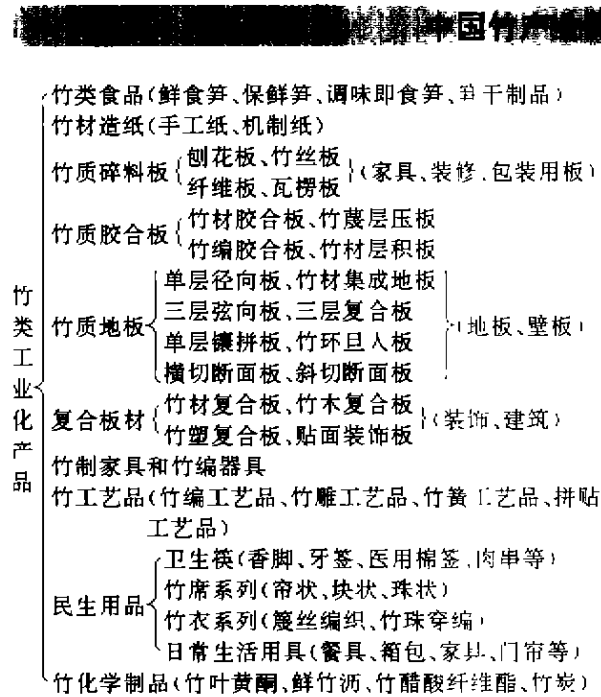 中国竹产
竹类食品(鲜食笋、保鲜笋、调味即食笋、笋干制品)
竹材造纸(手工纸、机制纸)
竹质碎料板{刨花板、竹丝板
纤维板、瓦楞板}(家具、装修、包装用板)
竹质胶合板{竹材胶合板、竹蔑层压板
竹编胶合板、竹材层积板
竹类工业化产品
竹质地板{单层径向板、竹材集成地板
三层弦向板、三层复合板
单层镶拼板、竹环旦人板
横切断面板、斜切断面板}(地板、壁板)
复合板材{竹材复合板、竹木复合板
竹塑复合板、贴面装饰板}(装饰、建筑)
竹制家具和竹编器具
竹工艺品(竹编工艺品、竹雕工艺品、竹簧工艺品、拼贴
工艺品)
民生用品{卫生筷(香脚、牙签、医用棉签、肉串等)
竹席系列(帘状、块状、珠状)
竹衣系列(篾丝编织、竹珠穿编)
日常生活用具(餐具、箱包、家具、门帘等)
竹化学制品(竹叶黄酮、鲜竹沥、竹醋酸纤维酯、竹炭)